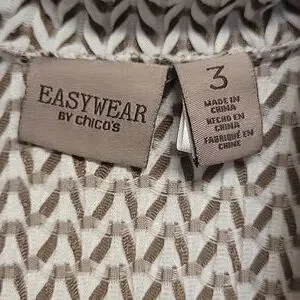 EASYWEAR
BY chico's
3
MADE IN
CHINA
HECHO EN
CHINA
FABRIQUÉ EN
CHINE